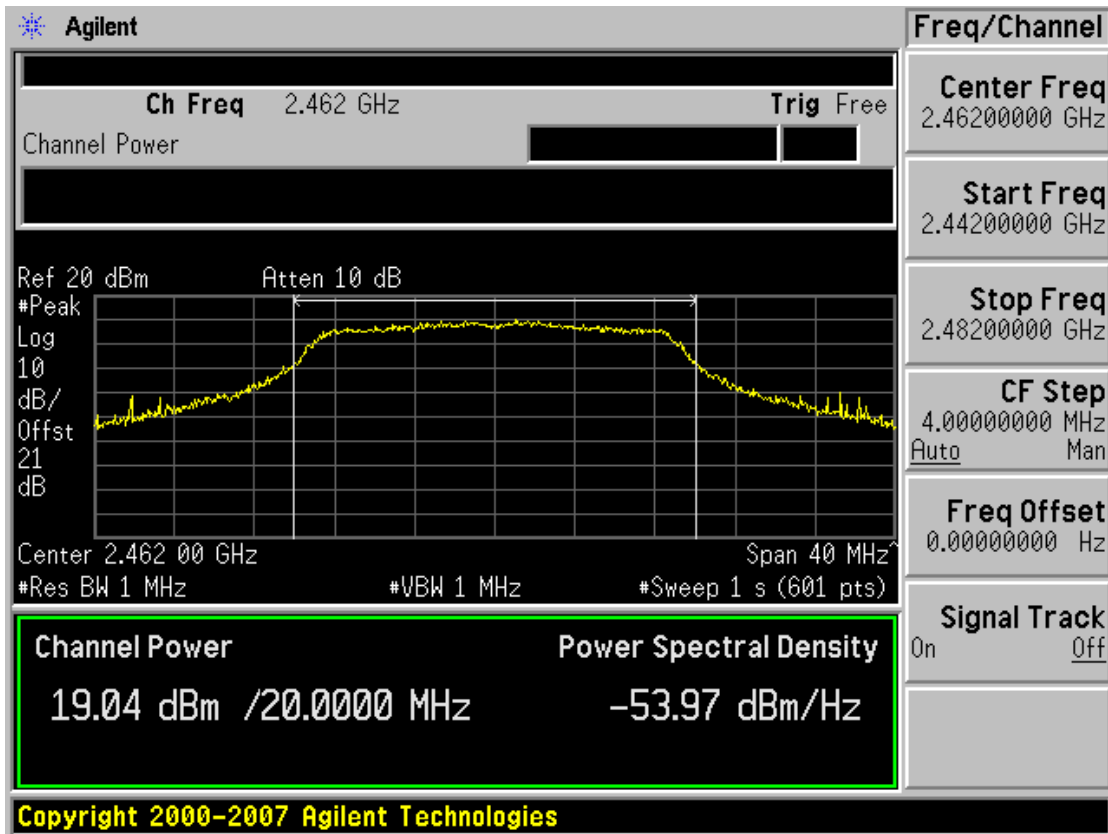 Agilent
Freq/Channel
Ch Freq 2.462 GHz Trig Free
Channel Power
Center Freq
2.46200000 GHz
Start Freq
2.44200000 GHz
Stop Freq
2.48200000 GHz
CF Step
4.00000000 MHz
Auto Man
Freq Offset
0.00000000 Hz
Signal Track
On Off
Ref 20 dBm Atten 10 dB
#Peak
Log
10
dB/
Offst
21
dB
Center 2.462 00 GHz Span 40 MHz^
#Res BW 1 MHz #VBW 1 MHz #Sweep 1 s (601 pts)
Channel Power Power Spectral Density
19.04 dBm /20.0000 MHz -53.97 dBm/Hz
Copyright 2000-2007 Agilent Technologies